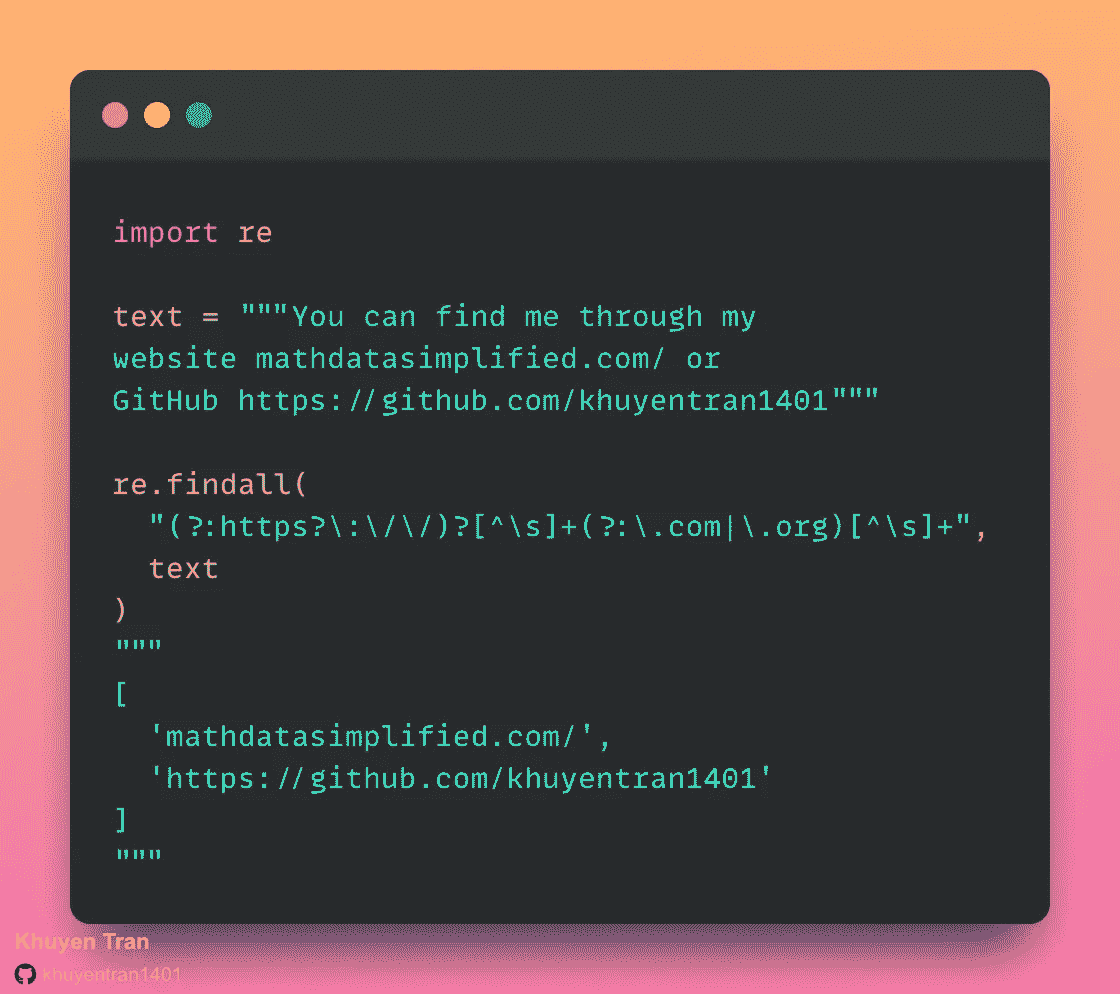 import re
text = """You can find me through my
website mathdatasimplified.com/ or
GitHub https://github.com/khuyentran1401"""
re.findall(
"(?:https?\:\/\/)?[^\s]+(?:\.com|\.org)[^\s]+",
text
)
"""
[
'mathdatasimplified.com/',
'https://github.com/khuyentran1401'
]
"""
Khuyen Tran
khuyentran1401